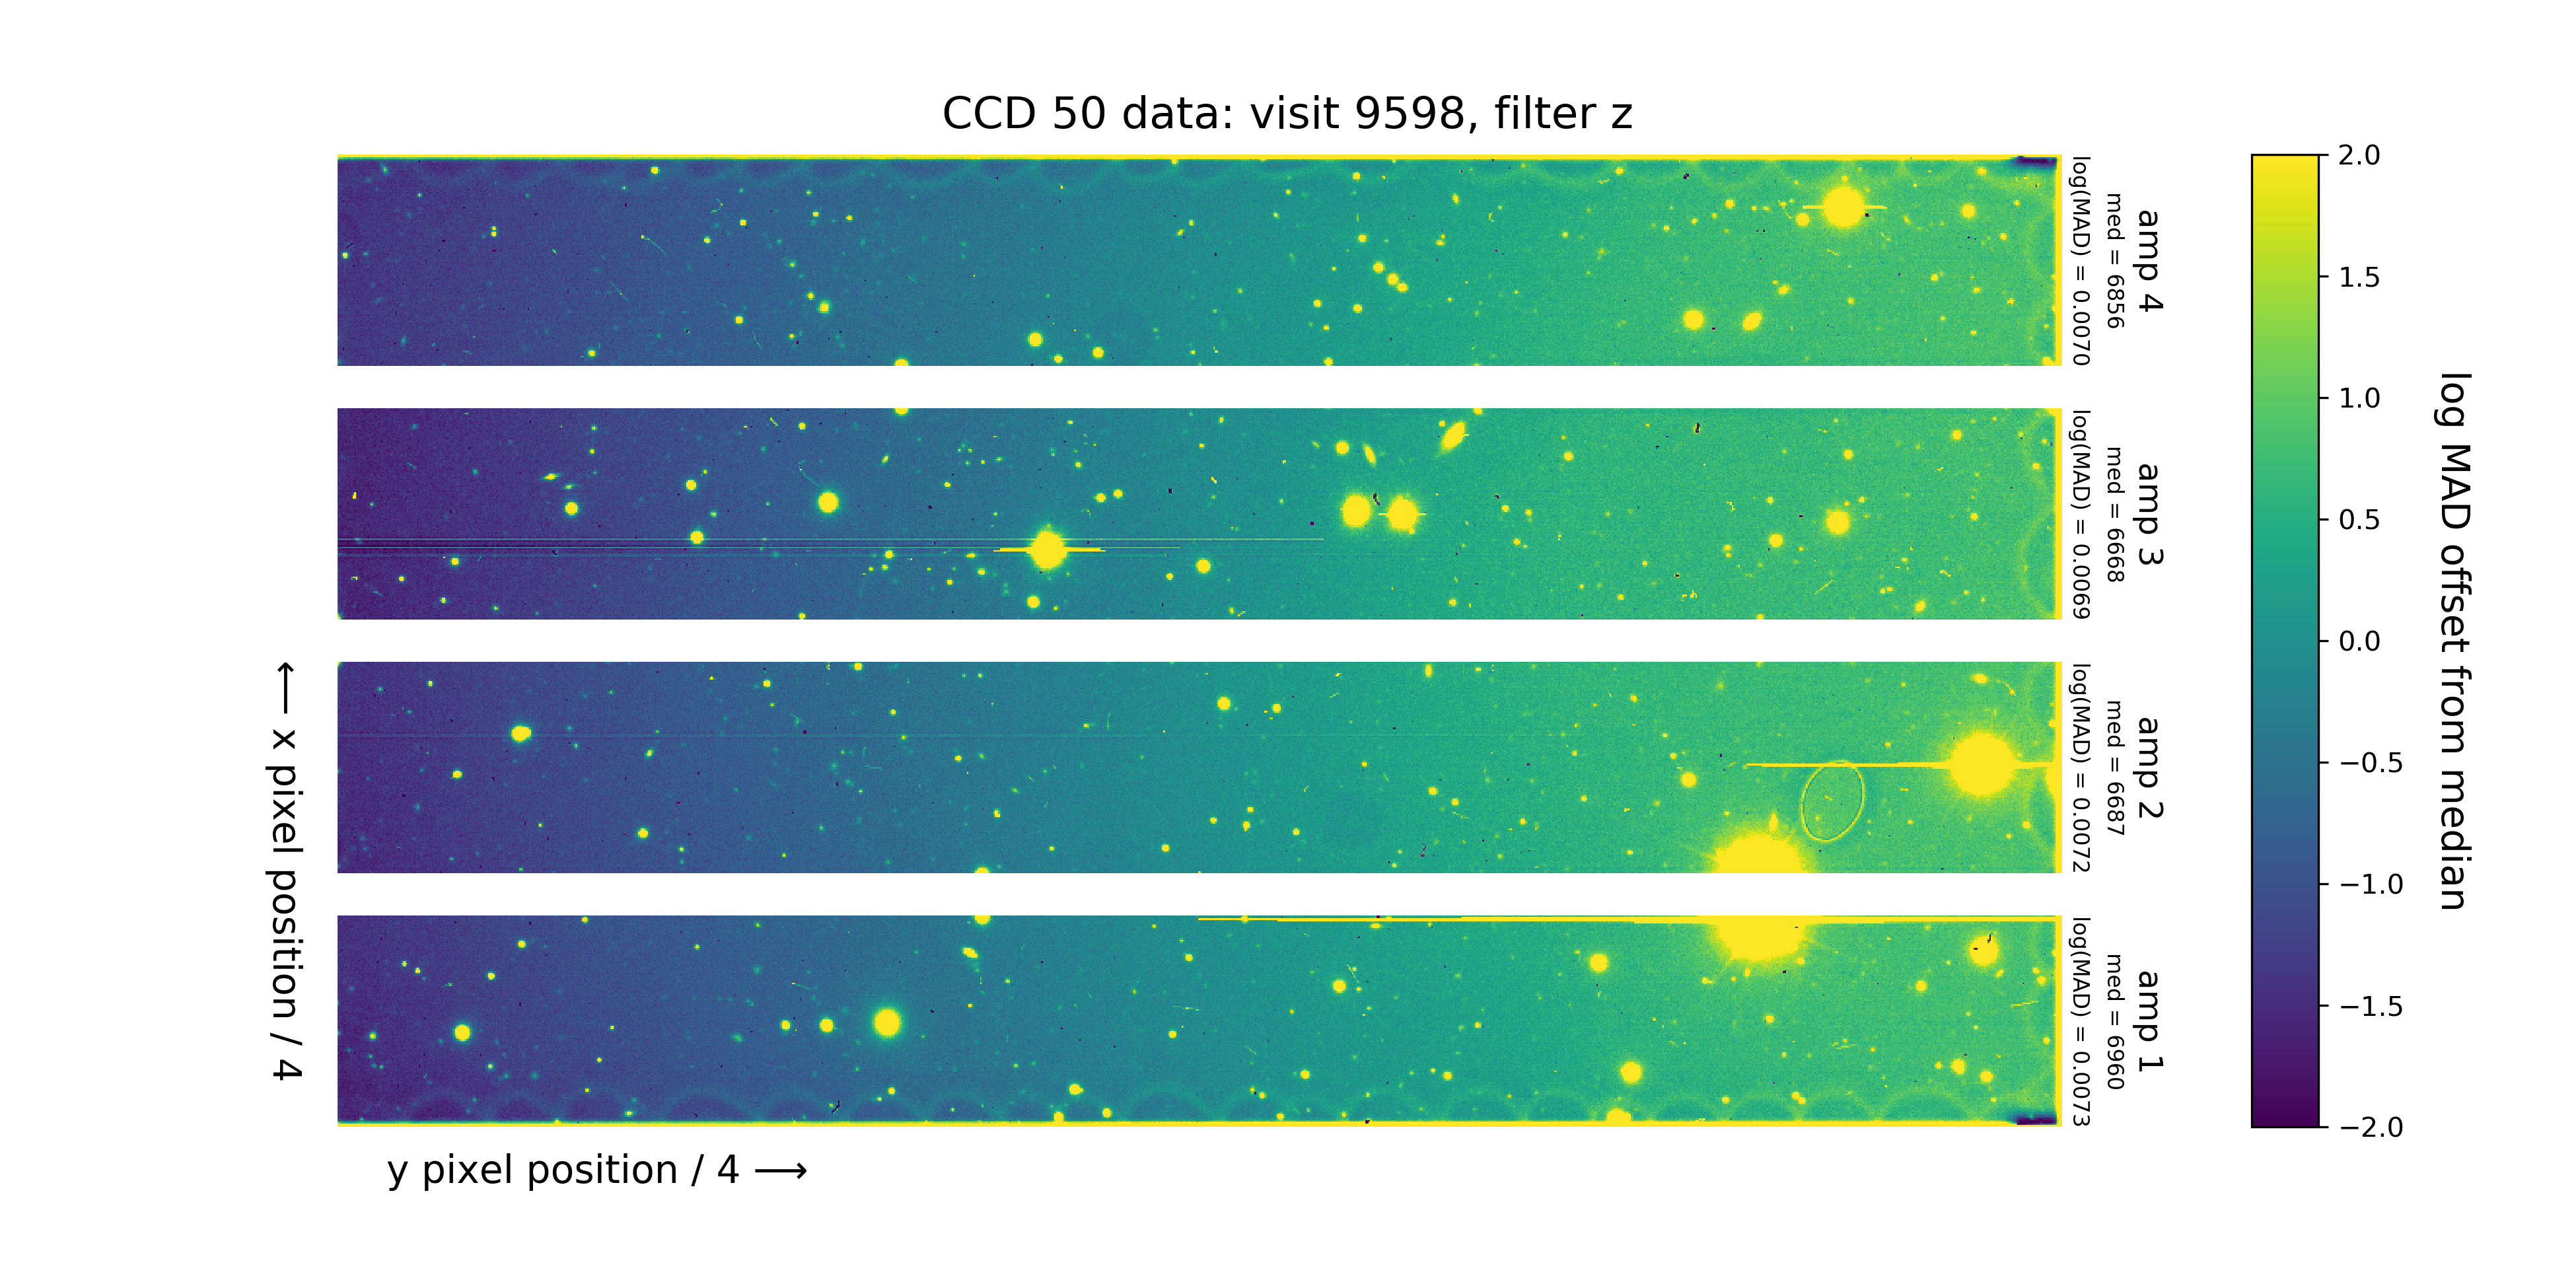 CCD 50 data: visit 9598, filter z
amp 4
med = 6856
log(MAD) = 0.0070
amp 3
med = 6668
log(MAD) = 0.0069
amp 2
med = 6687
log(MAD) = 0.0072
amp 1
med = 6960
log(MAD) = 0.0073
⟵ x pixel position / 4
y pixel position / 4 ⟶
2.0
1.5
1.0
0.5
0.0
−0.5
−1.0
−1.5
−2.0
log MAD offset from median